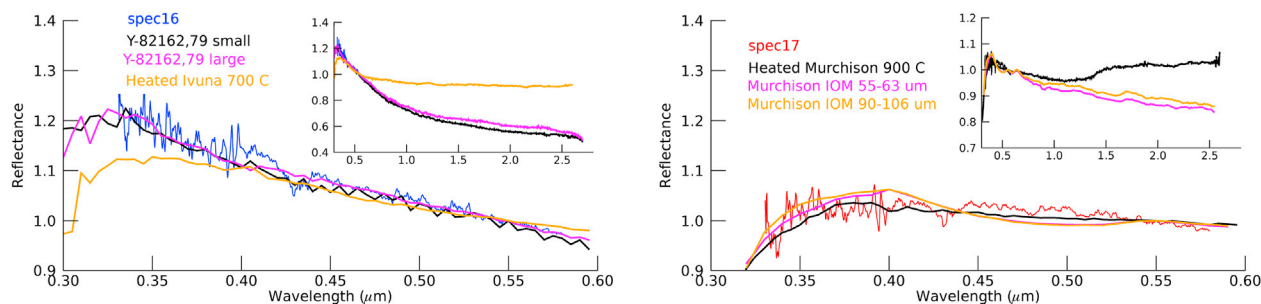 spec16
Y-82162,79 small
Y-82162,79 large
Heated Ivuna 700 C
Reflectance
1.4
1.3
1.2
1.1
1.0
0.9
0.30 0.35 0.40 0.45 0.50 0.55 0.60
Wavelength (μm)
1.4
1.2
1.0
0.8
0.6
0.4
0.5 1.0 1.5 2.0 2.5
spec17
Heated Murchison 900 C
Murchison IOM 55-63 um
Murchison IOM 90-106 um
Reflectance
1.4
1.3
1.2
1.1
1.0
0.9
0.30 0.35 0.40 0.45 0.50 0.55 0.60
Wavelength (μm)
1.2
1.1
1.0
0.9
0.8
0.7
0.5 1.0 1.5 2.0 2.5